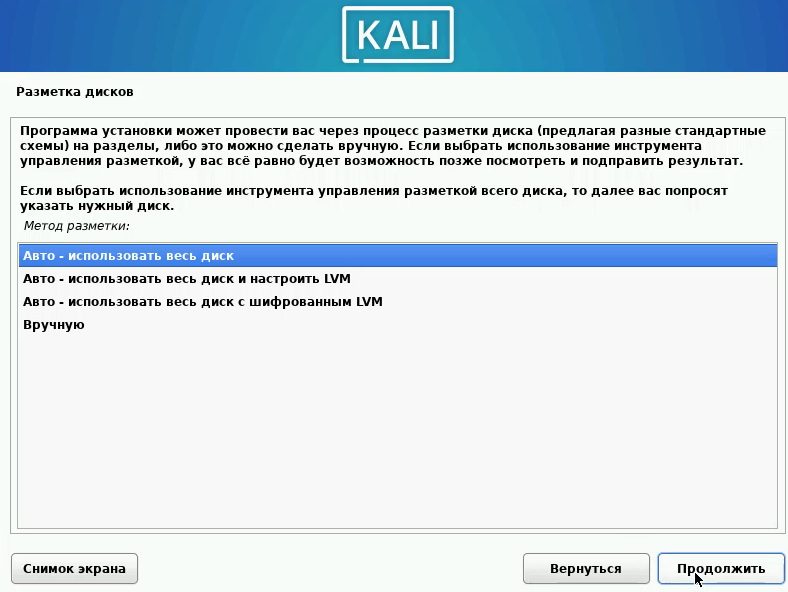 KALI
Разметка дисков
Программа установки может провести вас через процесс разметки диска (предлагая разные стандартные
схемы) на разделы, либо это можно сделать вручную. Если выбрать использование инструмента
управления разметкой, у вас всё равно будет возможность позже посмотреть и подправить результат.
Если выбрать использование инструмента управления разметкой всего диска, то далее вас попросят
указать нужный диск.
Метод разметки:
Авто - использовать весь диск
Авто - использовать весь диск и настроить LVM
Авто - использовать весь диск с шифрованным LVM
Вручную
Снимок экрана
Вернуться
Продолжить